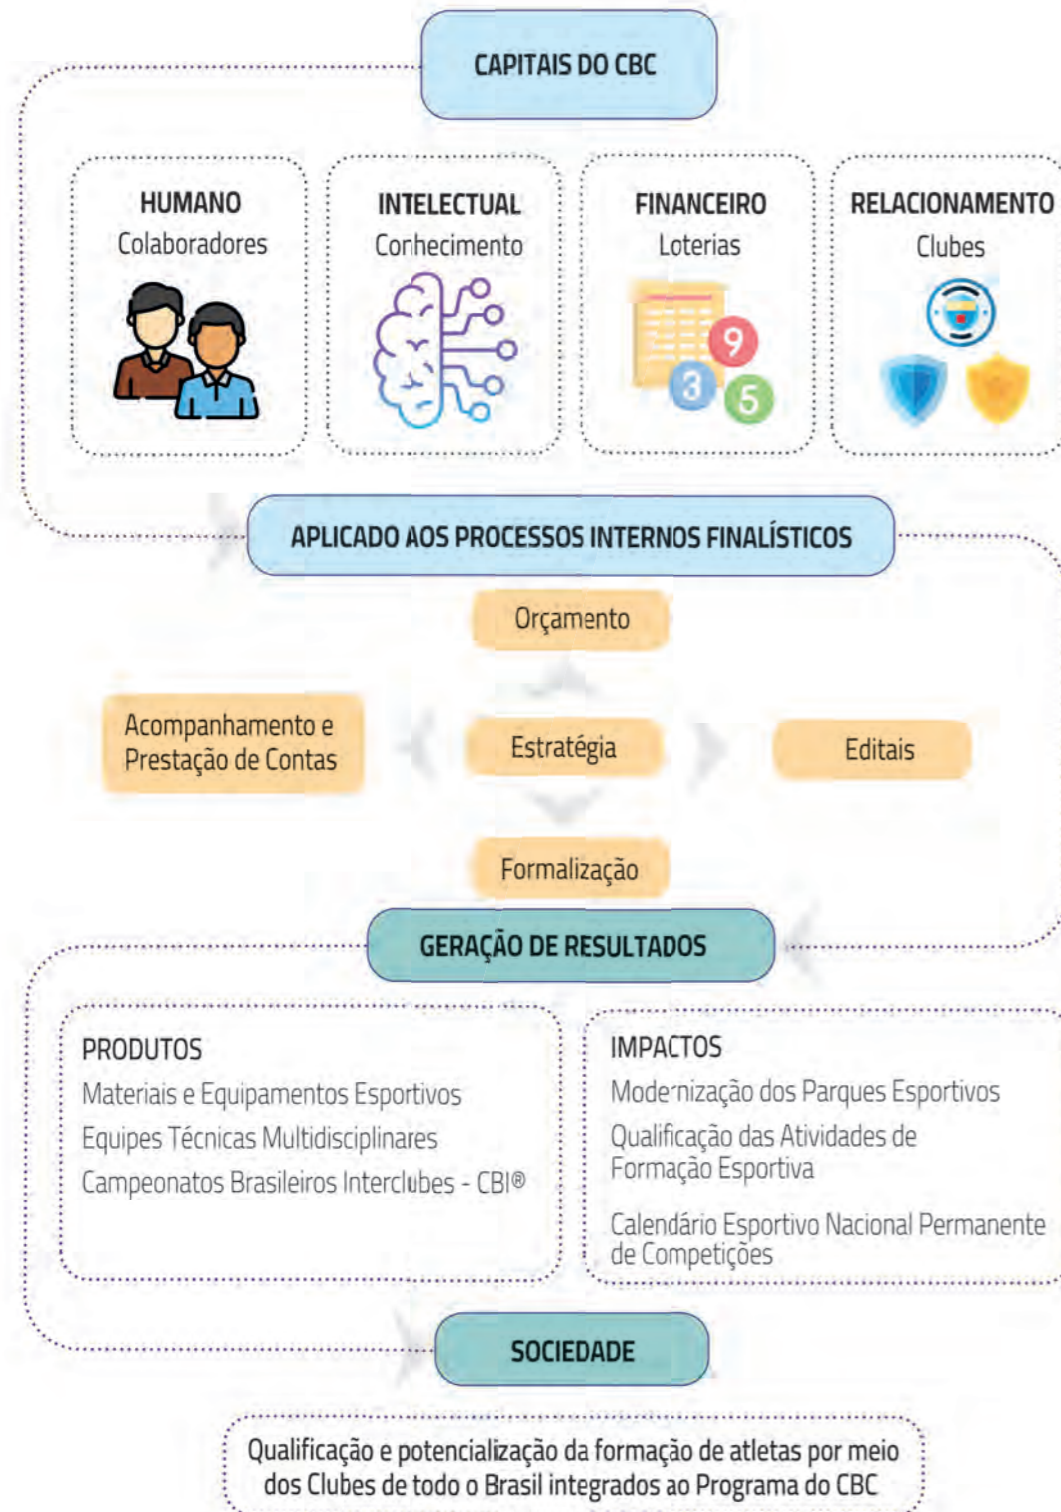 CAPITAIS DO CBC
HUMANO
Colaboradores
INTELECTUAL
Conhecimento
FINANCEIRO
Loterias
9
3
5
RELACIONAMENTO
Clubes
APLICADO AOS PROCESSOS INTERNOS FINALÍSTICOS
Orçamento
Acompanhamento e
Prestação de Contas
Estratégia
Editais
Formalização
GERAÇÃO DE RESULTADOS
PRODUTOS
Materiais e Equipamentos Esportivos
Equipes Técnicas Multidisciplinares
Campeonatos Brasileiros Interclubes - CBI®
IMPACTOS
Modernização dos Parques Esportivos
Qualificação das Atividades de
Formação Esportiva
Calendário Esportivo Nacional Permanente
de Competições
SOCIEDADE
Qualificação e potencialização da formação de atletas por meio
dos Clubes de todo o Brasil integrados ao Programa do CBC